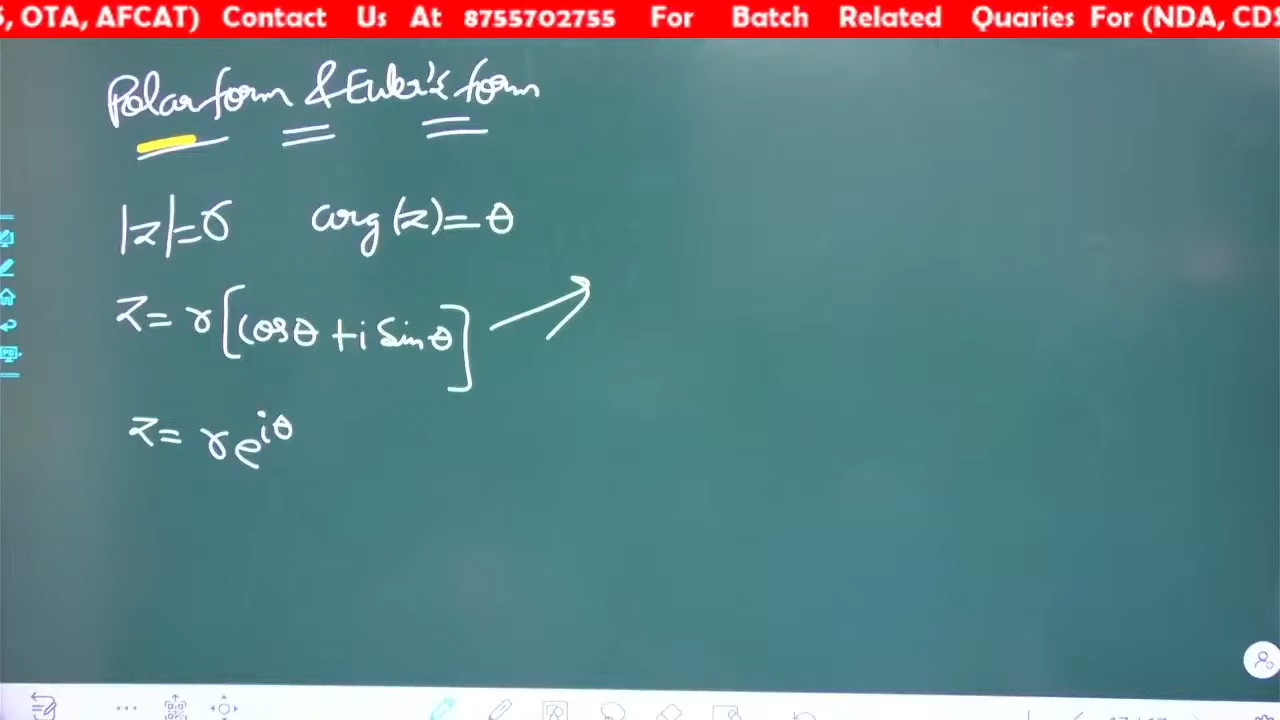 S, OTA, AFCAT) Contact Us At 8755702755 For Batch Related Quaries For (NDA, CDS
Polar form & Euler's form
|z|=r arg(z)=θ
z= r[cosθ +i sinθ]
z= re^{iθ}